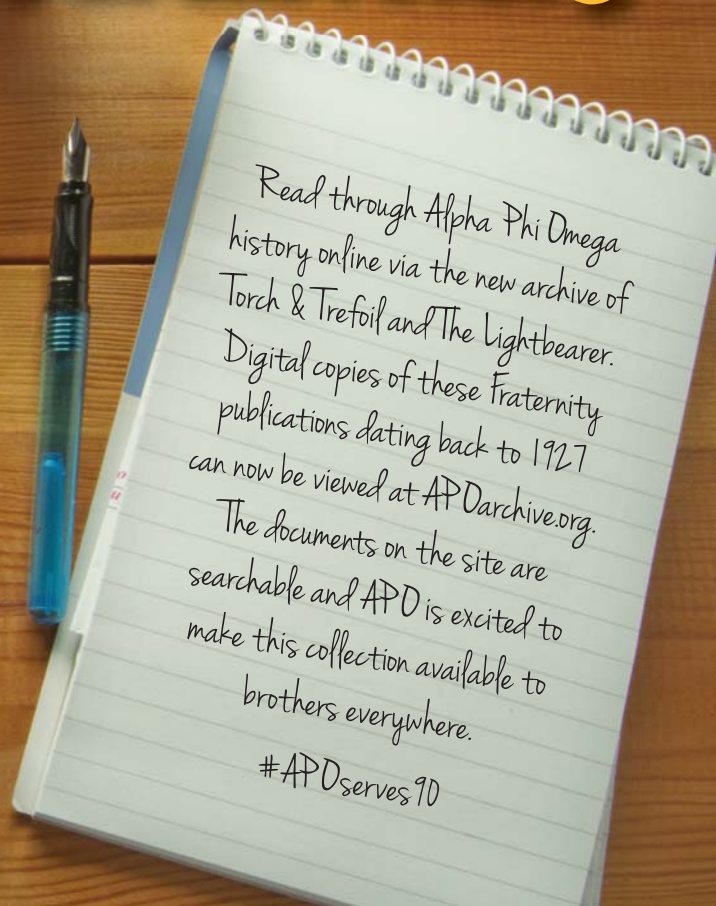 Read through Alpha Phi Omega
history online via the new archive of
Torch & Trefoil and The Lightbearer.
Digital copies of these Fraternity
publications dating back to 1927
can now be viewed at APOarchive.org.
The documents on the site are
searchable and APO is excited to
make this collection available to
brothers everywhere.
#APOserves90